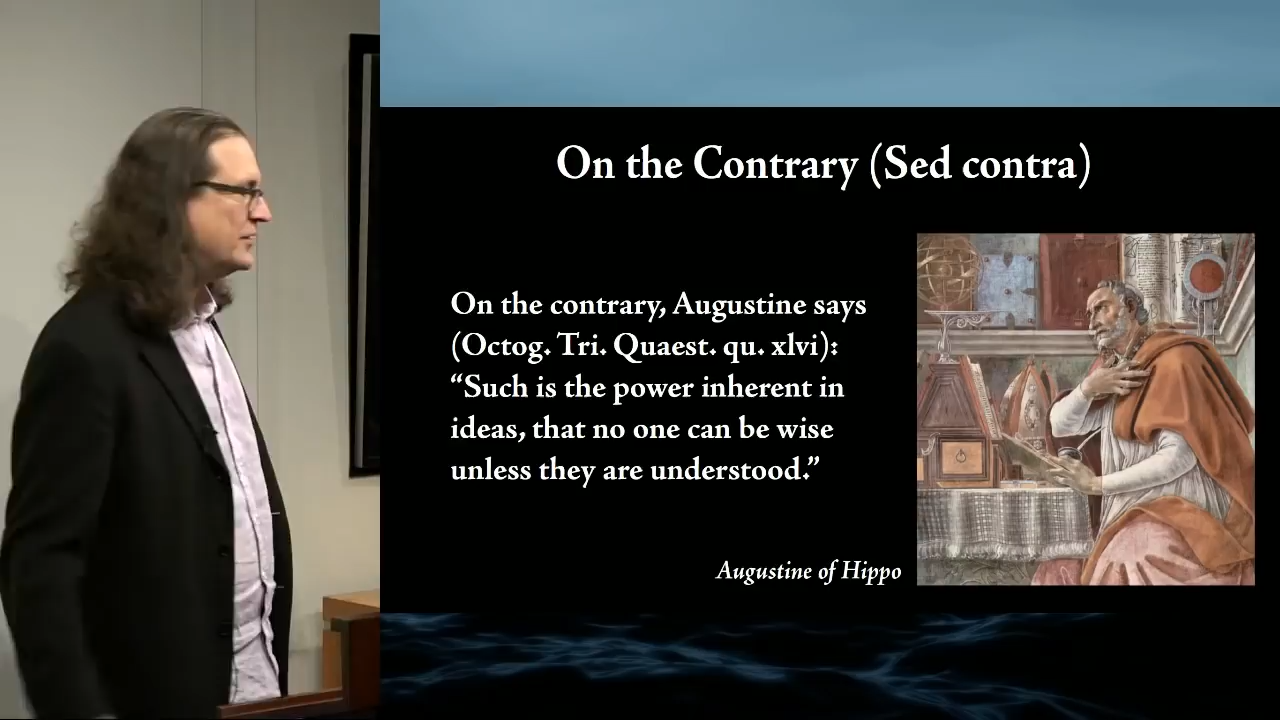 On the Contrary (Sed contra)
On the contrary, Augustine says
(Octog. Tri. Quaest. qu. xlvi):
“Such is the power inherent in
ideas, that no one can be wise
unless they are understood.”
Augustine of Hippo